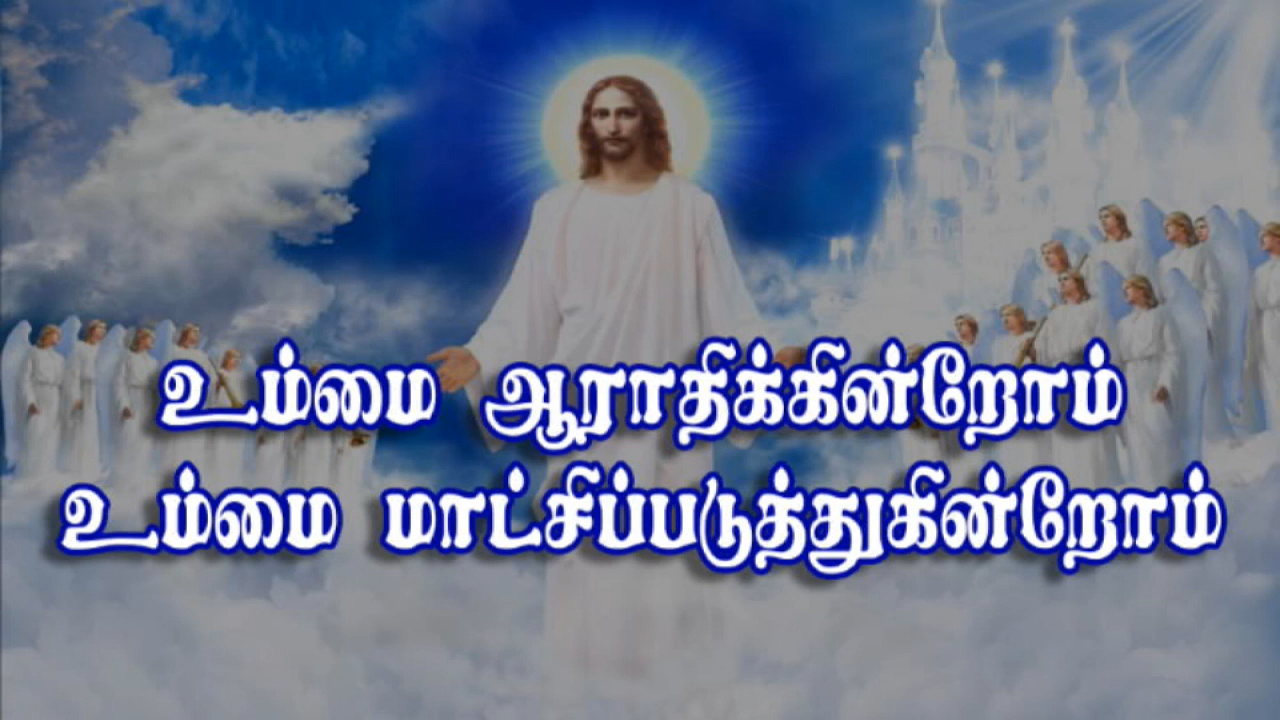 உம்மை ஆராதிக்கின்றோம்
உம்மை மாட்சிப்படுத்துகின்றோம்